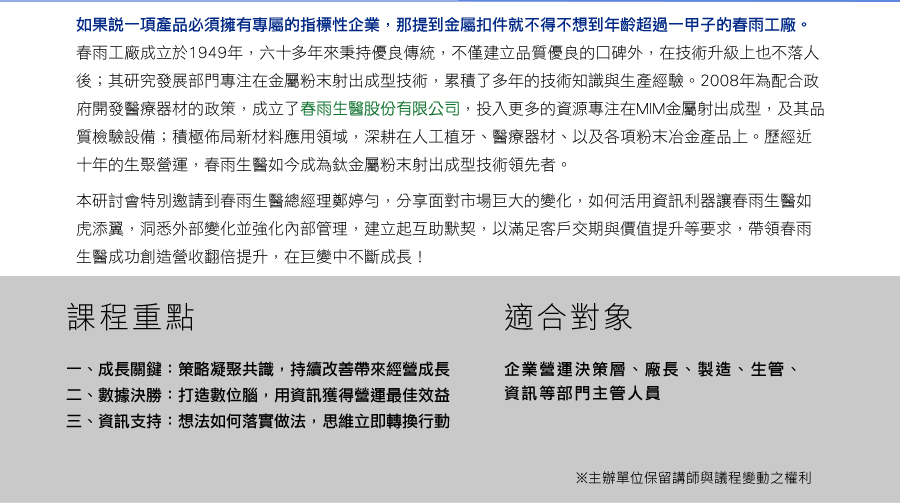 如果說一項產品必須擁有專屬的指標性企業，那提到金屬扣件就不得不想到年齡超過一甲子的春雨工廠。
春雨工廠成立於1949年，六十多年來秉持優良傳統，不僅建立品質優良的口碑外，在技術升級上也不落人
後；其研究發展部門專注在金屬粉末射出成型技術，累積了多年的技術知識與生產經驗。2008年為配合政
府開發醫療器材的政策，成立了春雨生醫股份有限公司，投入更多的資源專注在MIM金屬射出成型，及其品
質檢驗設備；積極佈局新材料應用領域，深耕在人工植牙、醫療器材、以及各項粉末冶金產品上。歷經近
十年的生聚營運，春雨生醫如今成為鈦金屬粉末射出成型技術領先者。
本研討會特別邀請到春雨生醫總經理鄭婷勻，分享面對市場巨大的變化，如何活用資訊利器讓春雨生醫如
虎添翼，洞悉外部變化並強化內部管理，建立起互助默契，以滿足客戶交期與價值提升等要求，帶領春雨
生醫成功創造營收翻倍提升，在巨變中不斷成長！
課程重點
一、成長關鍵：策略凝聚共識，持續改善帶來經營成長
二、數據決勝：打造數位腦，用資訊獲得營運最佳效益
三、資訊支持：想法如何落實做法，思維立即轉換行動
適合對象
企業營運決策層、廠長、製造、生管、
資訊等部門主管人員
※主辦單位保留講師與議程變動之權利